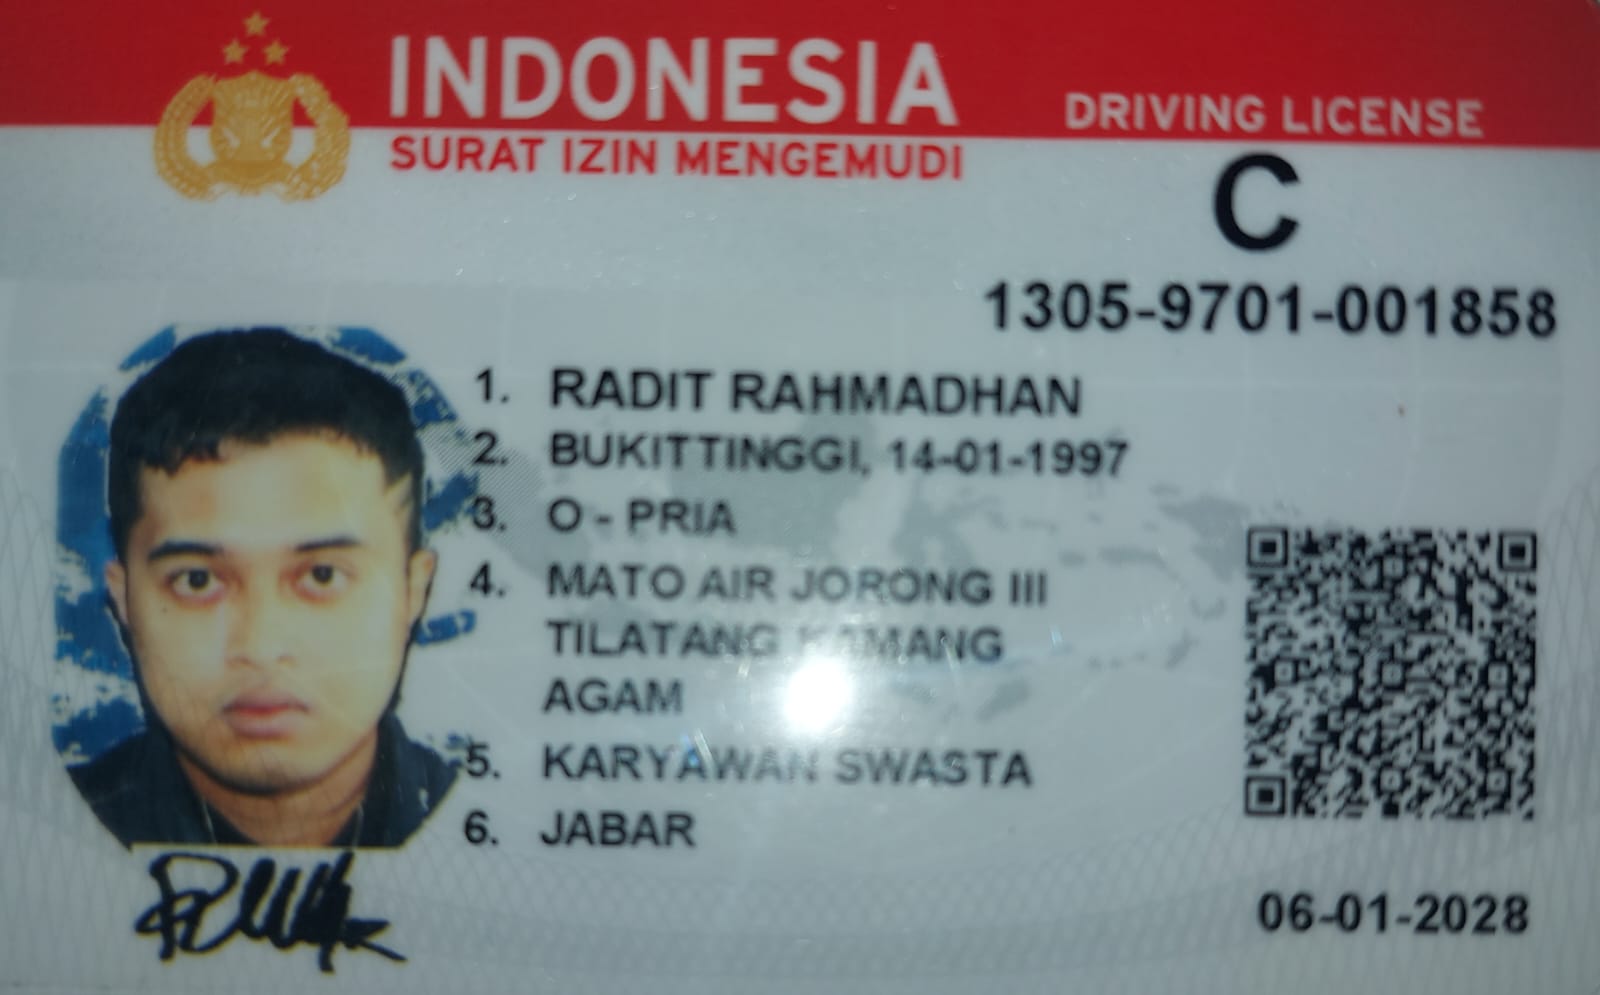 INDONESIA
DRIVING LICENSE
SURAT IZIN MENGEMUDI
C
1305-9701-001858
1. RADIT RAHMADHAN
2. BUKITTINGGI, 14-01-1997
3. O - PRIA
4. MATO AIR JORONG III
TILATANG KAMANG
AGAM
5. KARYAWAN SWASTA
6. JABAR
06-01-2028